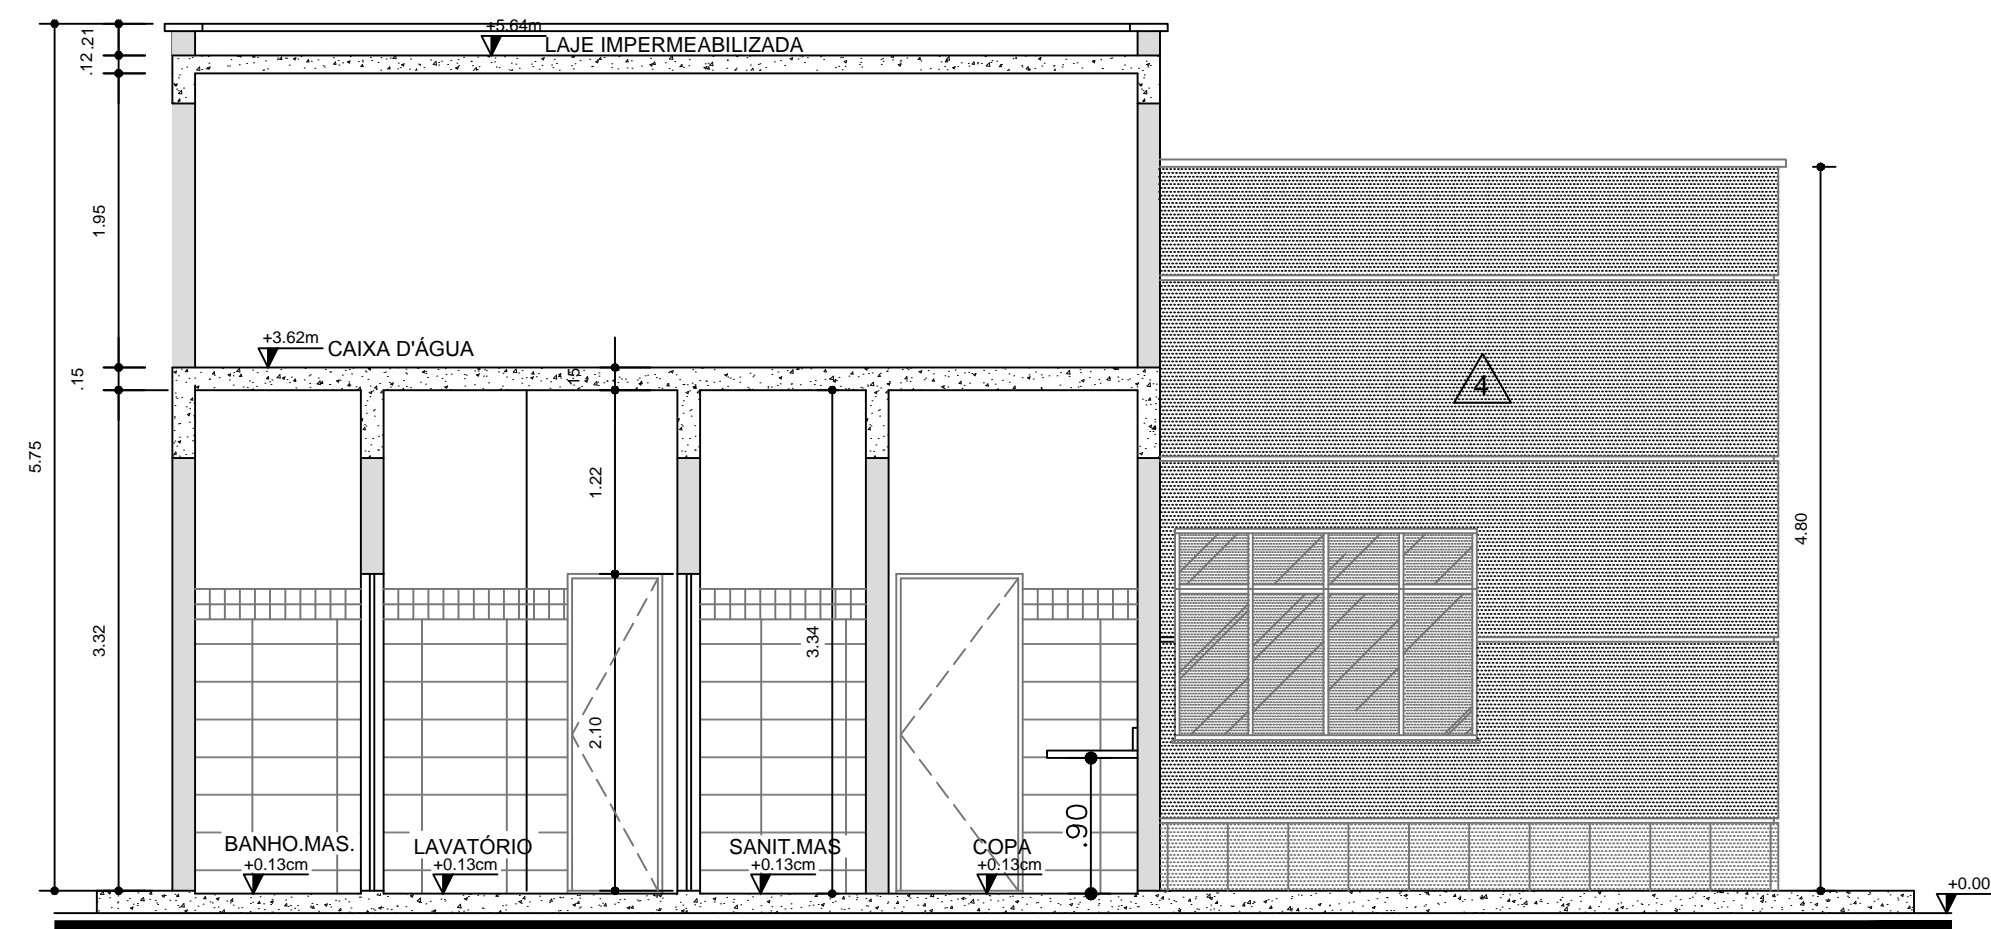 +5.64m
LAJE IMPERMEABILIZADA
.21
.12
1.95
+3.62m
CAIXA D'ÁGUA
.15
.15
4
5.75
1.22
4.80
3.32
3.34
2.10
.90
BANHO.MAS.
+0.13cm
LAVATÓRIO
+0.13cm
SANIT.MAS
+0.13cm
COPA
+0.13cm
+0.00